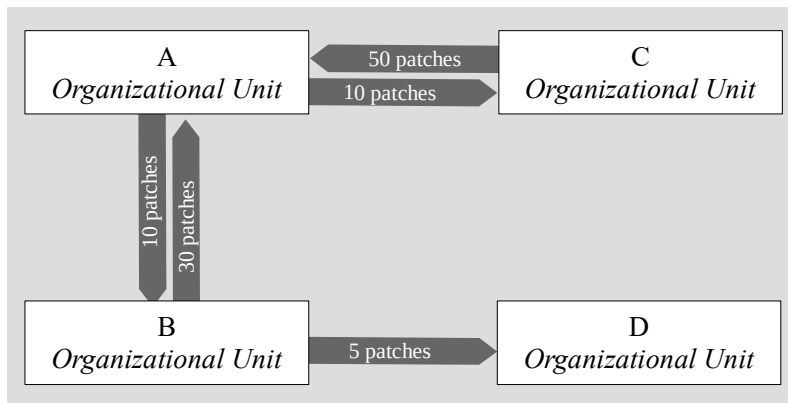 A
Organizational Unit
50 patches
10 patches
C
Organizational Unit
10 patches
30 patches
B
Organizational Unit
5 patches
D
Organizational Unit